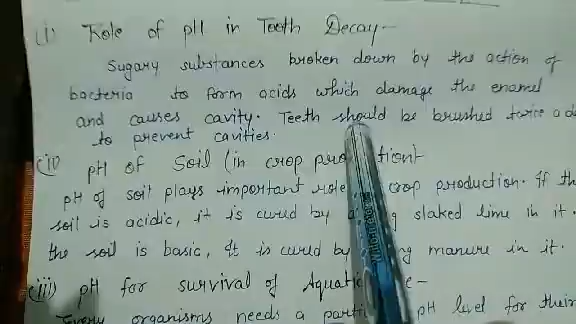 (i) Role of pH in Tooth Decay-
Sugary substances broken down by the action of
bacteria to form acids which damage the enamel
and causes cavity. Teeth should be brushed twice a
to prevent cavities.
(ii) pH of Soil (in crop
pH of soil plays important role crop production. If the
soil is acidic, it is cured by slaked lime in it.
the soil is basic, it is cured by manure in it.
(iii) pH for survival of
Every organisms needs a pH level for their